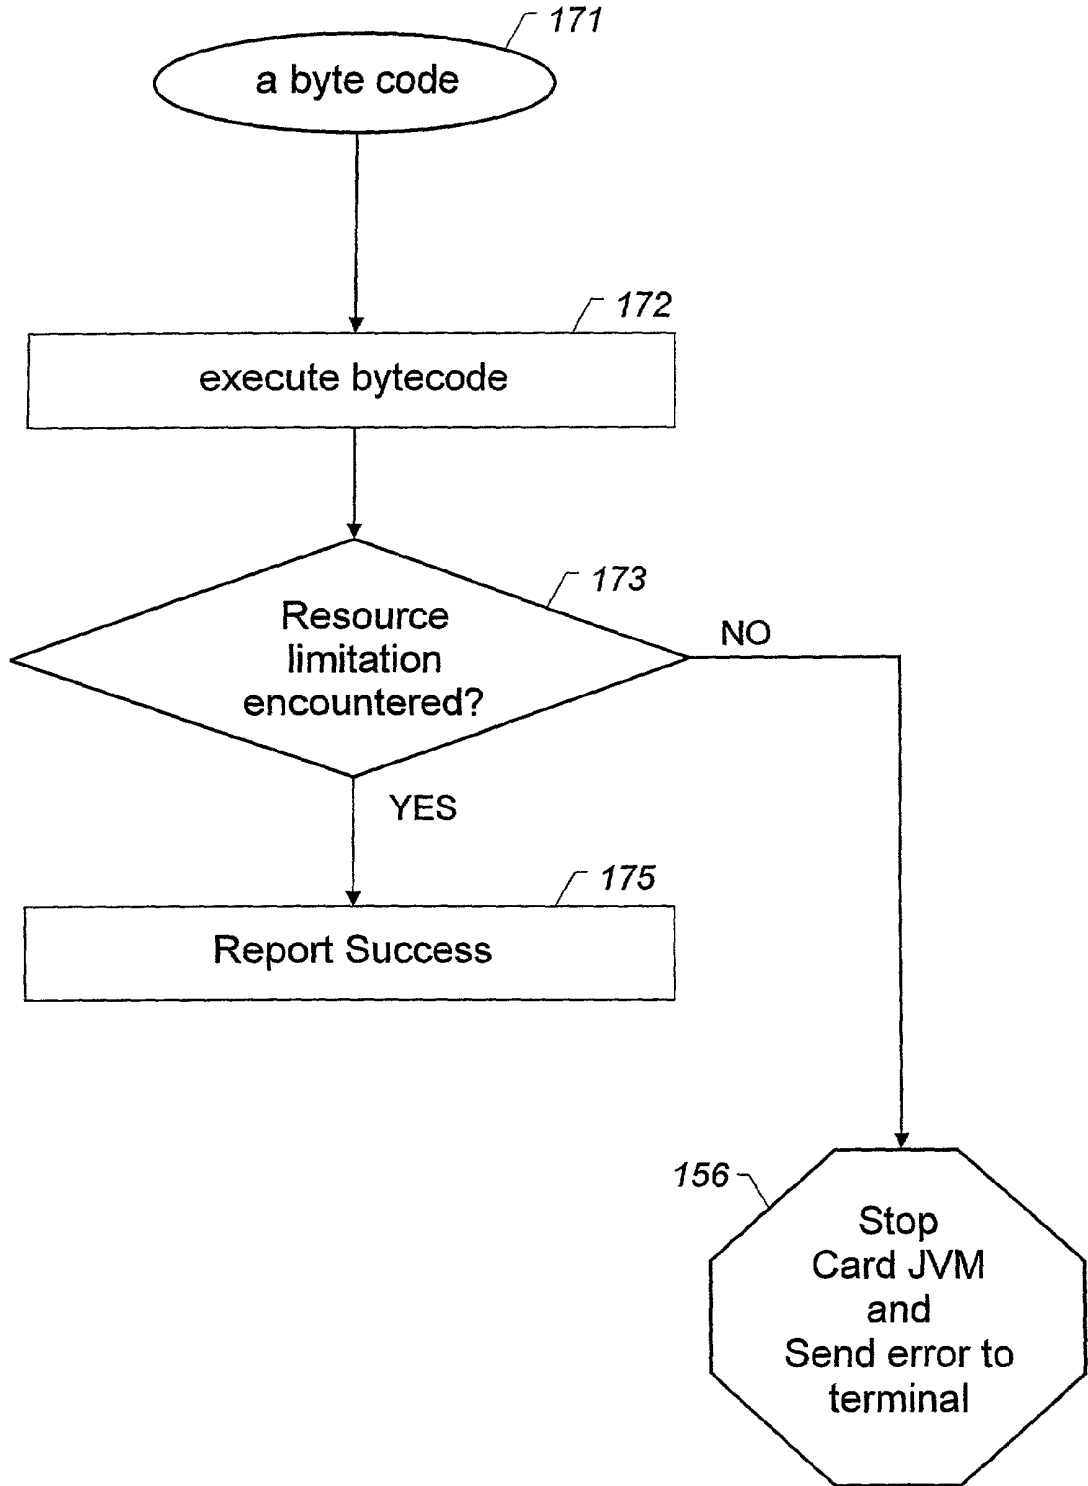 171
a byte code
172
execute bytecode
173
Resource
limitation
encountered?
NO
YES
175
Report Success
156
Stop
Card JVM
and
Send error to
terminal